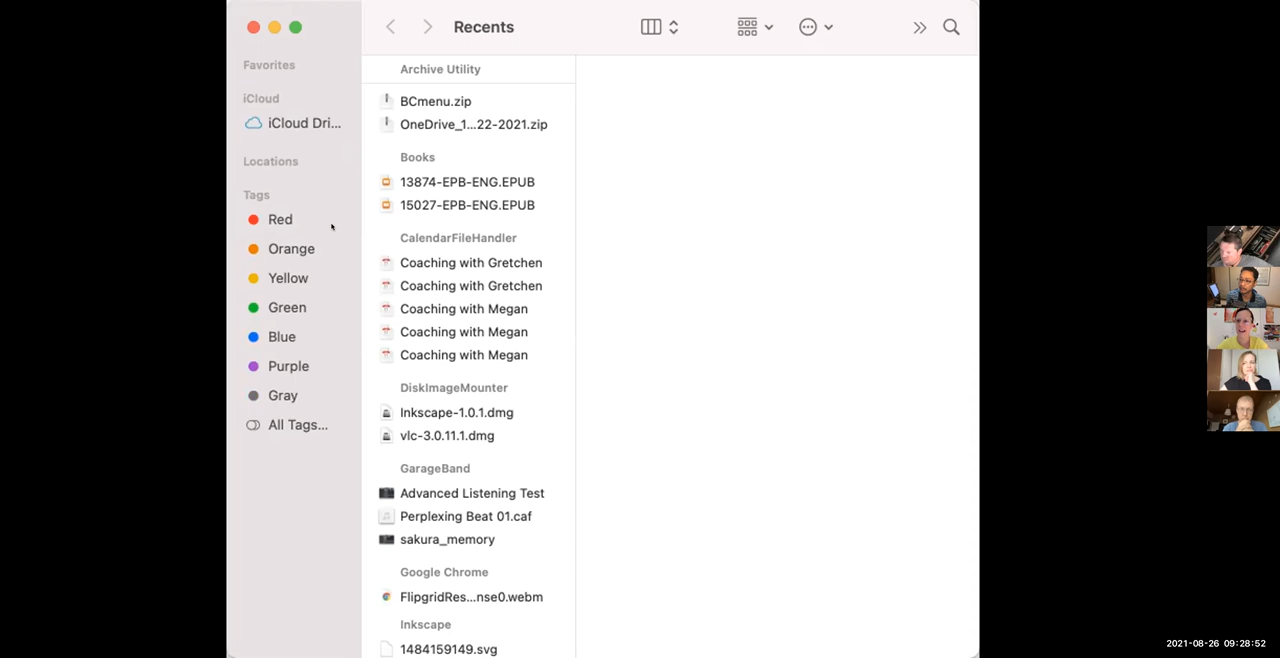 Recents
Favorites
iCloud
iCloud Dri...
Locations
Tags
Red
Orange
Yellow
Green
Blue
Purple
Gray
All Tags...
Archive Utility
BCmenu.zip
OneDrive_1...22-2021.zip
Books
13874-EPB-ENG.EPUB
15027-EPB-ENG.EPUB
CalendarFileHandler
Coaching with Gretchen
Coaching with Gretchen
Coaching with Megan
Coaching with Megan
Coaching with Megan
DiskImageMounter
Inkscape-1.0.1.dmg
vlc-3.0.11.1.dmg
GarageBand
Advanced Listening Test
Perplexing Beat 01.caf
sakura_memory
Google Chrome
FlipgridRes...nse0.webm
Inkscape
1484159149.svg
2021-08-26 09:28:52